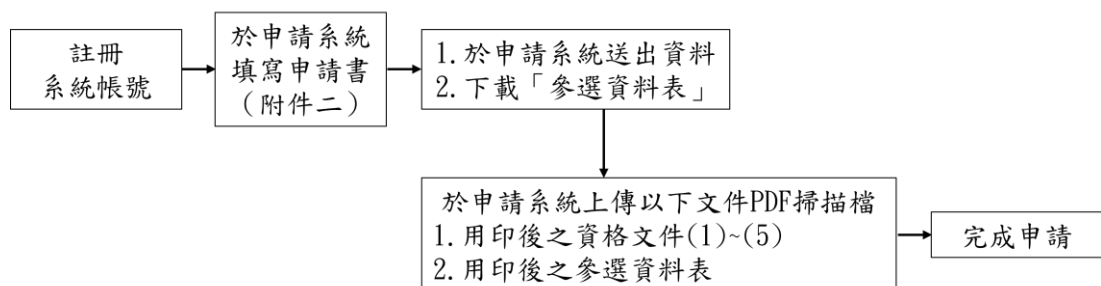 註冊
系統帳號
於申請系統
填寫申請書
(附件二)
1.於申請系統送出資料
2.下載「參選資料表」
於申請系統上傳以下文件PDF掃描檔
1.用印後之資格文件(1)~(5)
2.用印後之參選資料表
完成申請